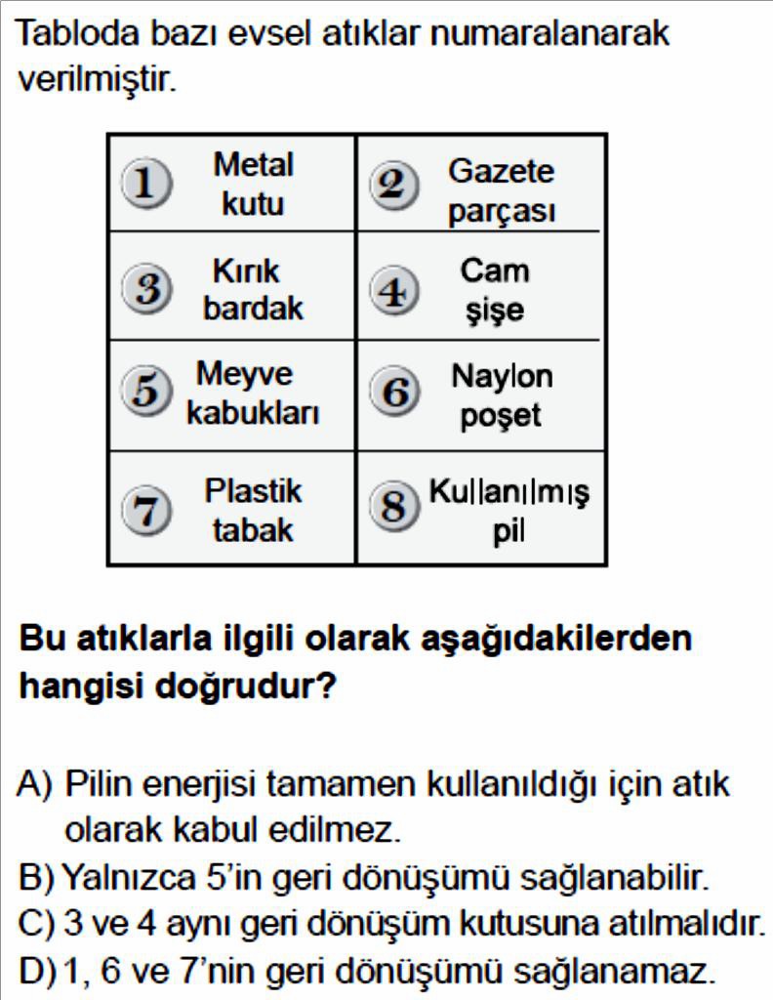 Tabloda bazı evsel atıklar numaralanarak
verilmiştir.
1 Metal kutu
2 Gazete parçası
3 Kırık bardak
4 Cam şişe
5 Meyve kabukları
6 Naylon poşet
7 Plastik tabak
8 Kullanılmış pil
Bu atıklarla ilgili olarak aşağıdakilerden
hangisi doğrudur?
A) Pilin enerjisi tamamen kullanıldığı için atık
olarak kabul edilmez.
B) Yalnızca 5’in geri dönüşümü sağlanabilir.
C) 3 ve 4 aynı geri dönüşüm kutusuna atılmalıdır.
D) 1, 6 ve 7’nin geri dönüşümü sağlanamaz.